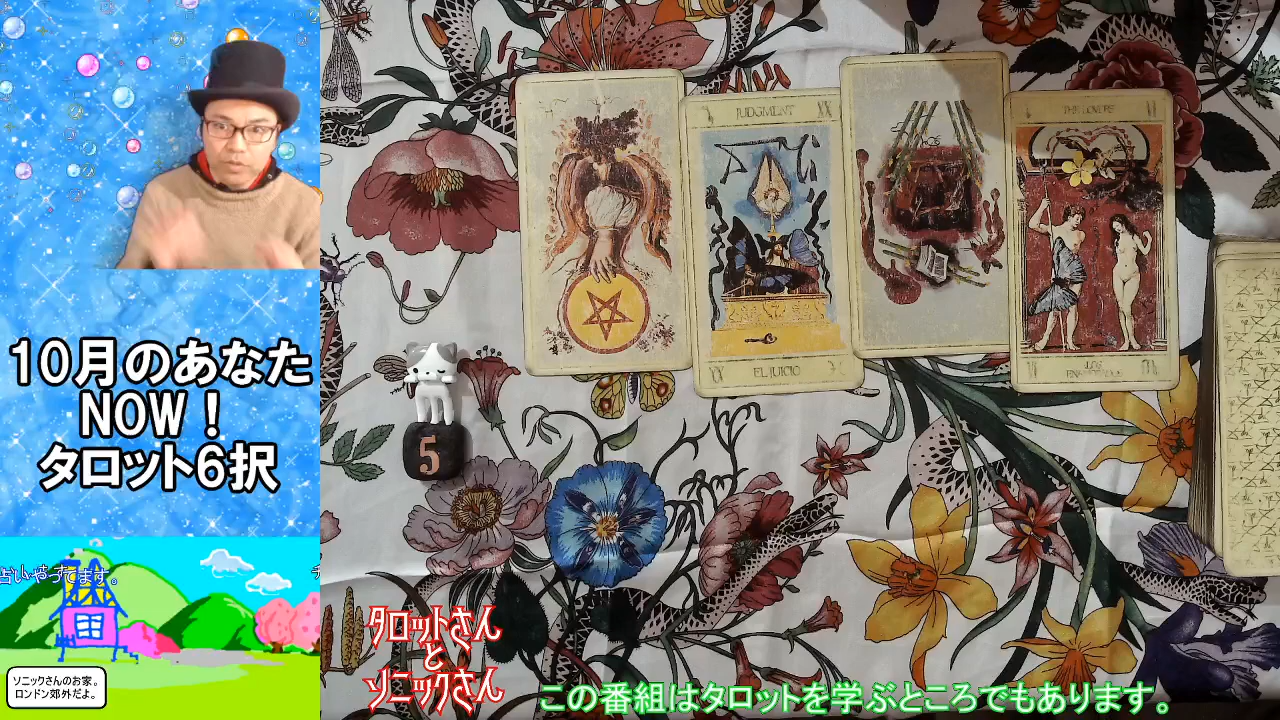 10月のあなた
NOW！
タロット6択
占いやってます。
ソニックさんのお家。
ロンドン郊外だよ。
5
タロットさん
と
ソニックさん
この番組はタロットを学ぶところでもあります。
JUDGMENT XX
EL JUICIO
XX
THE LOVERS VI